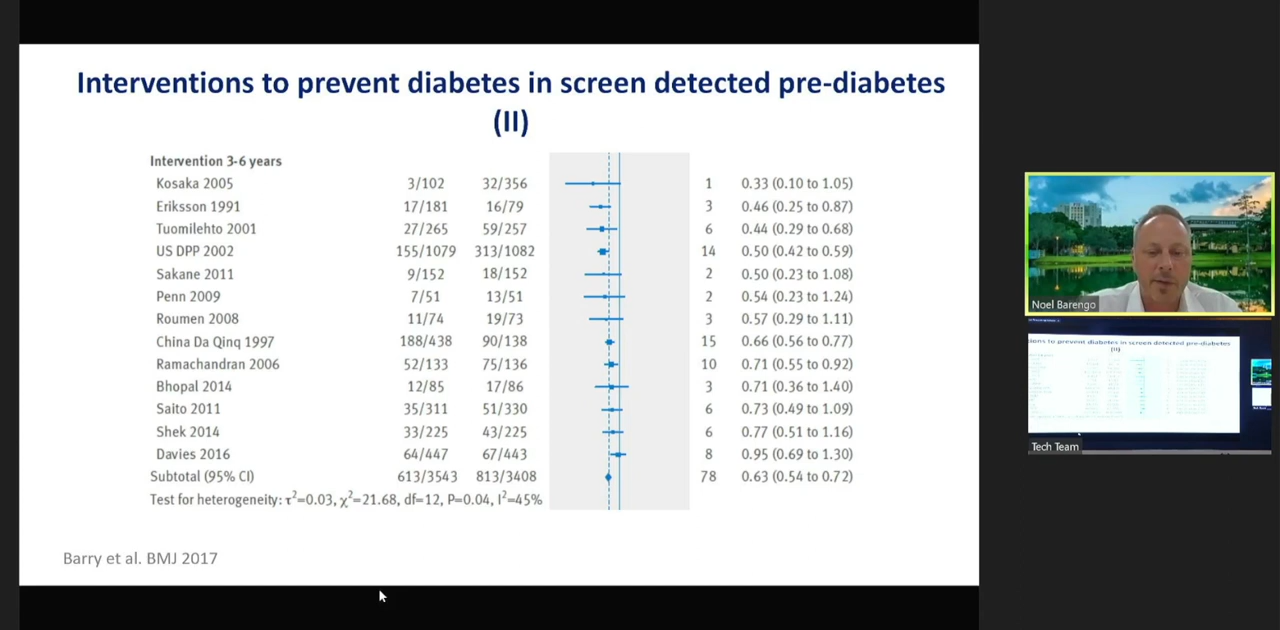 Interventions to prevent diabetes in screen detected pre-diabetes
(II)
Intervention 3-6 years
Kosaka 2005 3/102 32/356 1 0.33 (0.10 to 1.05)
Eriksson 1991 17/181 16/79 3 0.46 (0.25 to 0.87)
Tuomilehto 2001 27/265 59/257 6 0.44 (0.29 to 0.68)
US DPP 2002 155/1079 313/1082 14 0.50 (0.42 to 0.59)
Sakane 2011 9/152 18/152 2 0.50 (0.23 to 1.08)
Penn 2009 7/51 13/51 2 0.54 (0.23 to 1.24)
Roumen 2008 11/74 19/73 3 0.57 (0.29 to 1.11)
China Da Qinq 1997 188/438 90/138 15 0.66 (0.56 to 0.77)
Ramachandran 2006 52/133 75/136 10 0.71 (0.55 to 0.92)
Bhopal 2014 12/85 17/86 3 0.71 (0.36 to 1.40)
Saito 2011 35/311 51/330 6 0.73 (0.49 to 1.09)
Shek 2014 33/225 43/225 6 0.77 (0.51 to 1.16)
Davies 2016 64/447 67/443 8 0.95 (0.69 to 1.30)
Subtotal (95% CI) 613/3543 813/3408 78 0.63 (0.54 to 0.72)
Test for heterogeneity: τ²=0.03, χ²=21.68, df=12, P=0.04, I²=45%
Barry et al. BMJ 2017
Noel Barengo
ions to prevent diabetes in screen detected pre-diabetes
(II)
Tech Team